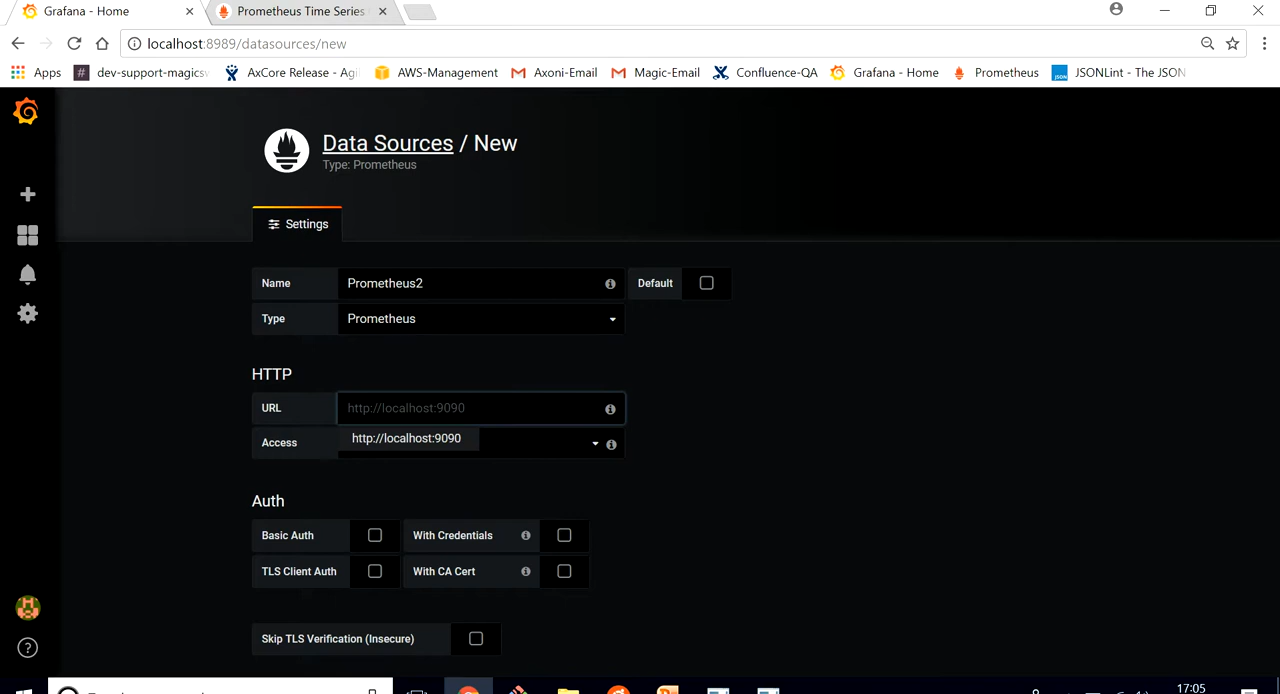 Grafana - Home
Prometheus Time Series
localhost:8989/datasources/new
Apps
dev-support-magicsw
AxCore Release - Agil
AWS-Management
Axoni-Email
Magic-Email
Confluence-QA
Grafana - Home
Prometheus
JSONLint - The JSON
Data Sources / New
Type: Prometheus
Settings
Name
Prometheus2
Default
Type
Prometheus
HTTP
URL
http://localhost:9090
Access
http://localhost:9090
Auth
Basic Auth
With Credentials
TLS Client Auth
With CA Cert
Skip TLS Verification (Insecure)
17:05